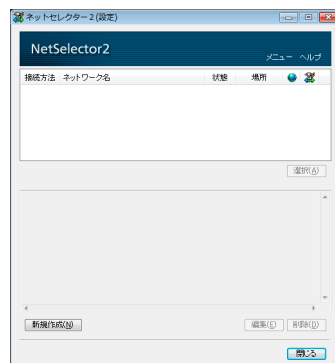 ネットセレクター２(設定)
NetSelector2
メニュー ヘルプ
接続方法 ネットワーク名 状態 場所
選択(A)
新規作成(N) 編集(E) 削除(D)
閉じる